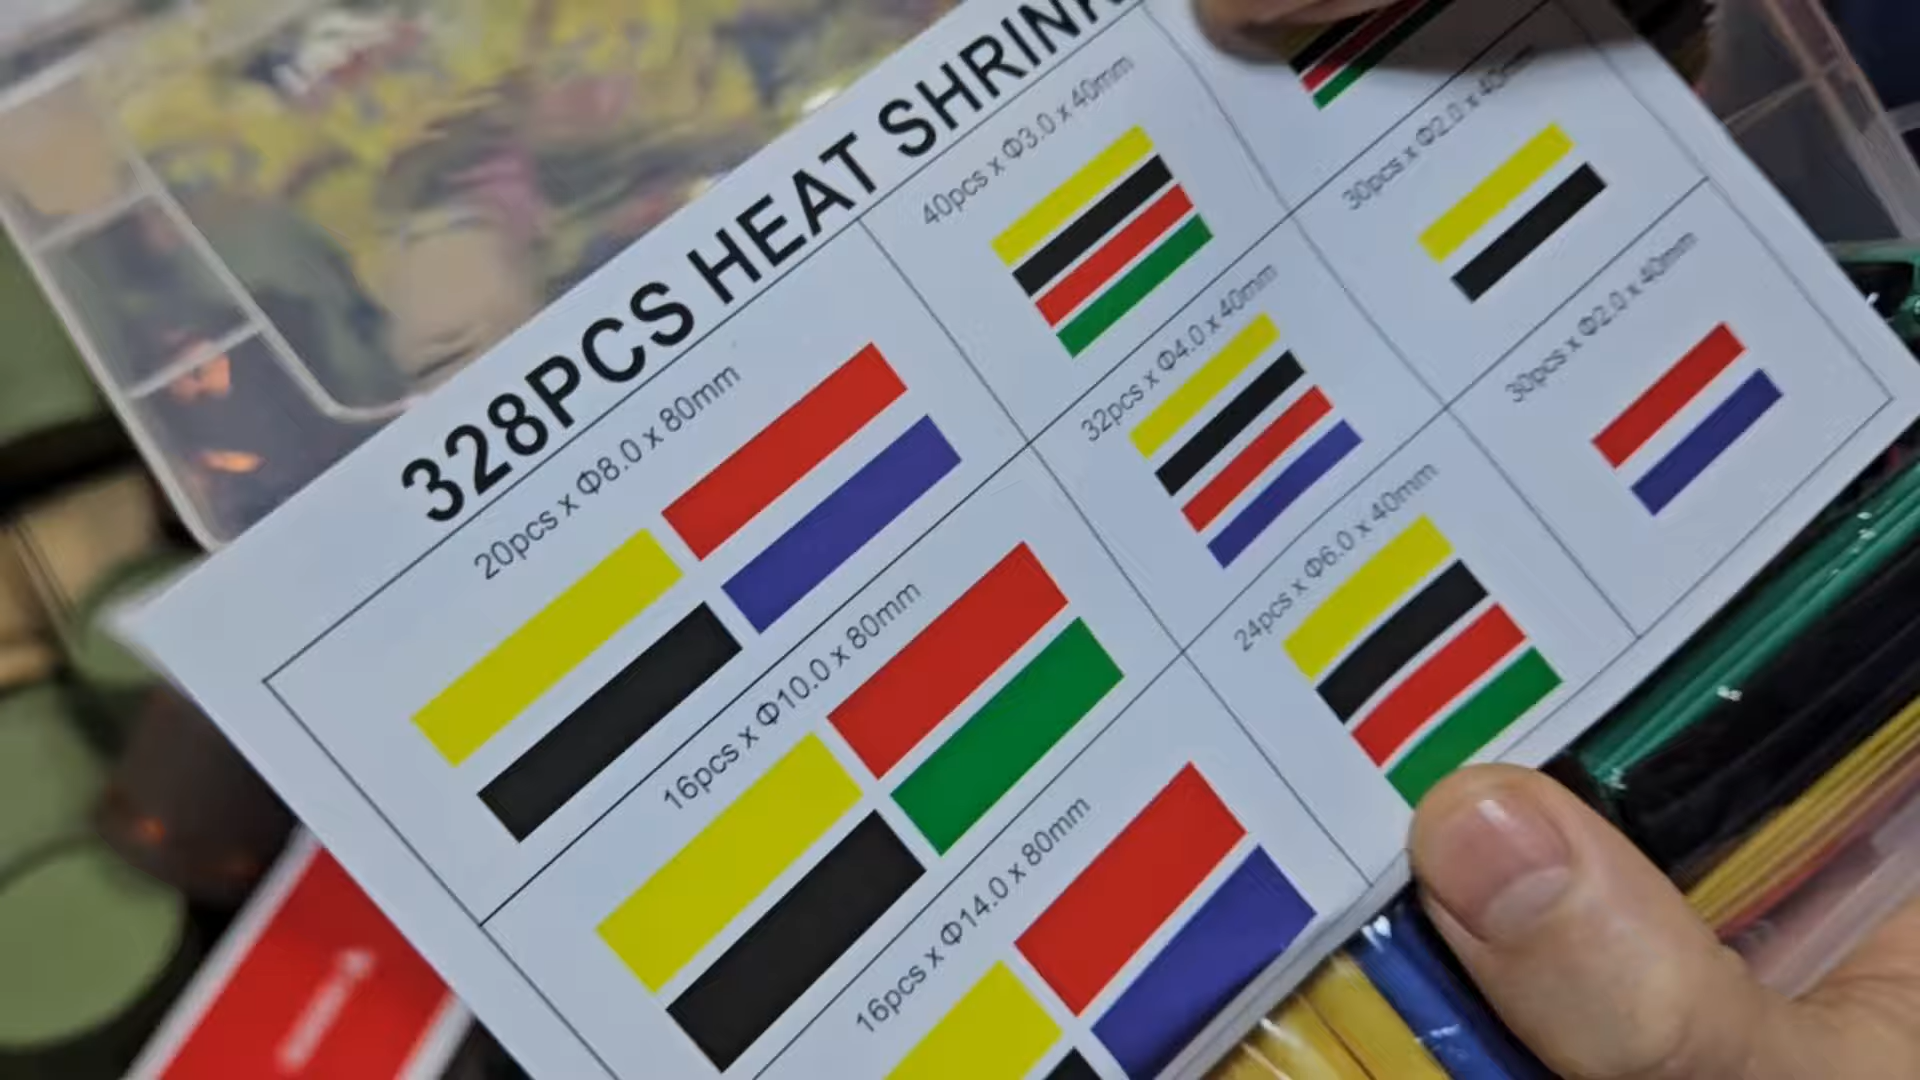 328PCS HEAT SHRINK
20pcs x Φ8.0 x 80mm
16pcs x Φ10.0 x 80mm
16pcs x Φ14.0 x 80mm
40pcs x Φ3.0 x 40mm
32pcs x Φ4.0 x 40mm
24pcs x Φ6.0 x 40mm
30pcs x Φ2.0 x 40mm
30pcs x Φ2.0 x 40mm